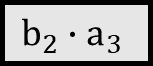 b₂ · a₃